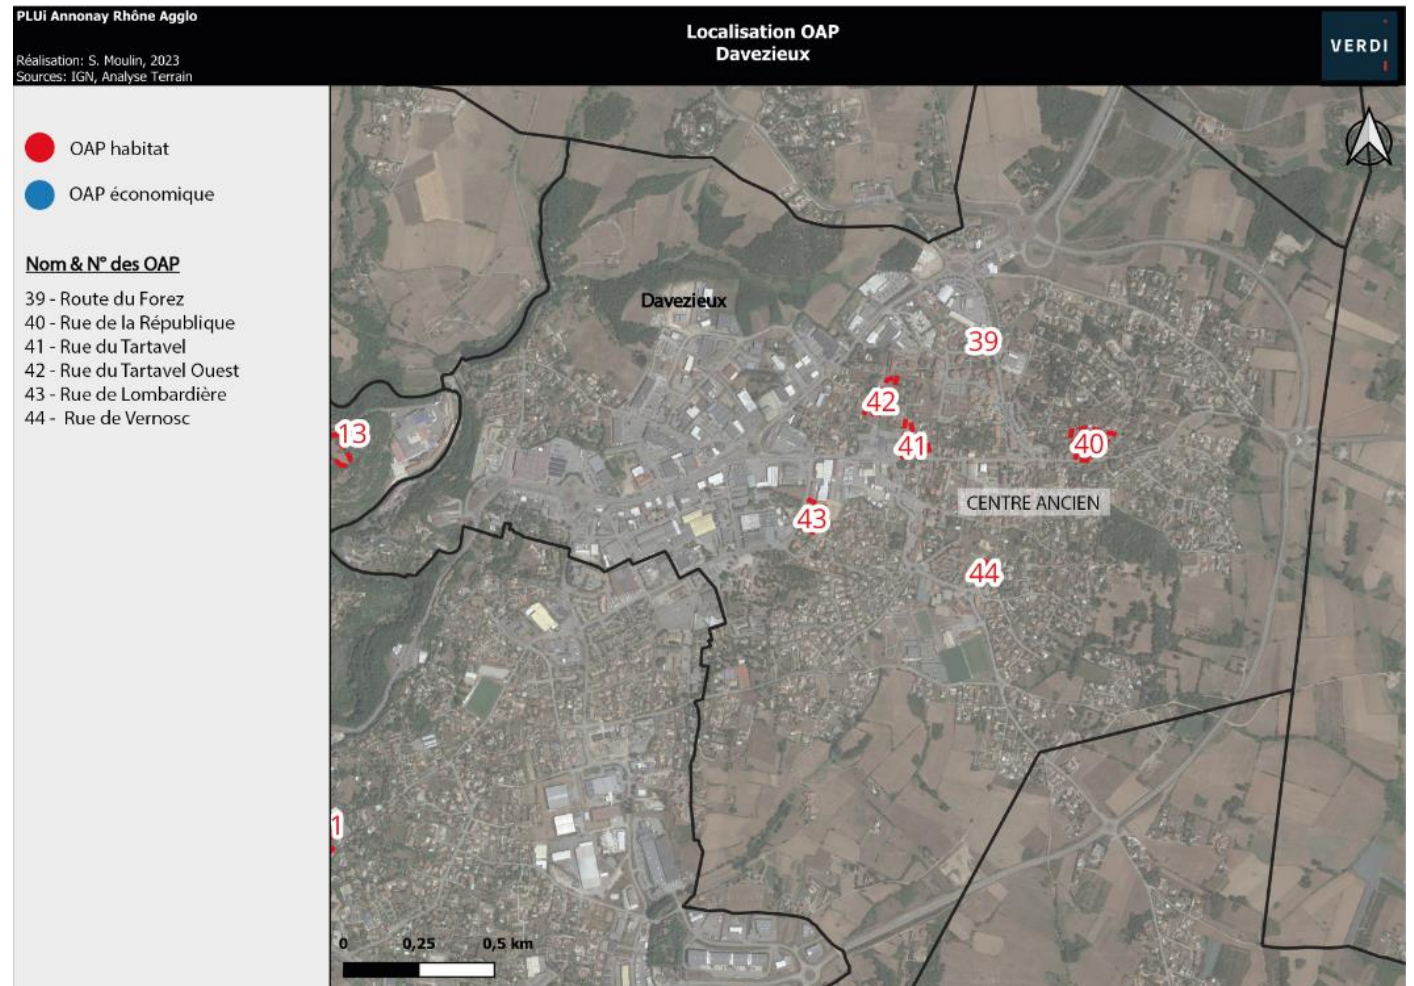 PLUi Annonay Rhône Agglo
Réalisation: S. Moulin, 2023
Sources: IGN, Analyse Terrain
Localisation OAP
Davezieux
VERDI
OAP habitat
OAP économique
Nom & N° des OAP
39 - Route du Forez
40 - Rue de la République
41 - Rue du Tartavel
42 - Rue du Tartavel Ouest
43 - Rue de Lombardière
44 - Rue de Vernosc
Davezieux
39
42
13
41
40
CENTRE ANCIEN
43
44
1
0 0,25 0,5 km